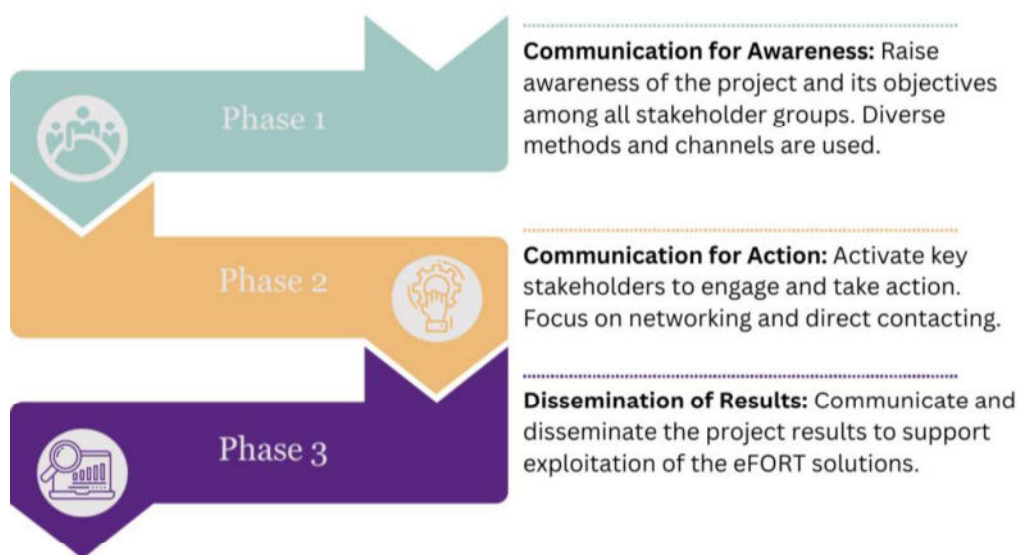 Phase 1
Communication for Awareness: Raise
awareness of the project and its objectives
among all stakeholder groups. Diverse
methods and channels are used.
Phase 2
Communication for Action: Activate key
stakeholders to engage and take action.
Focus on networking and direct contacting.
Phase 3
Dissemination of Results: Communicate and
disseminate the project results to support
exploitation of the eFORT solutions.